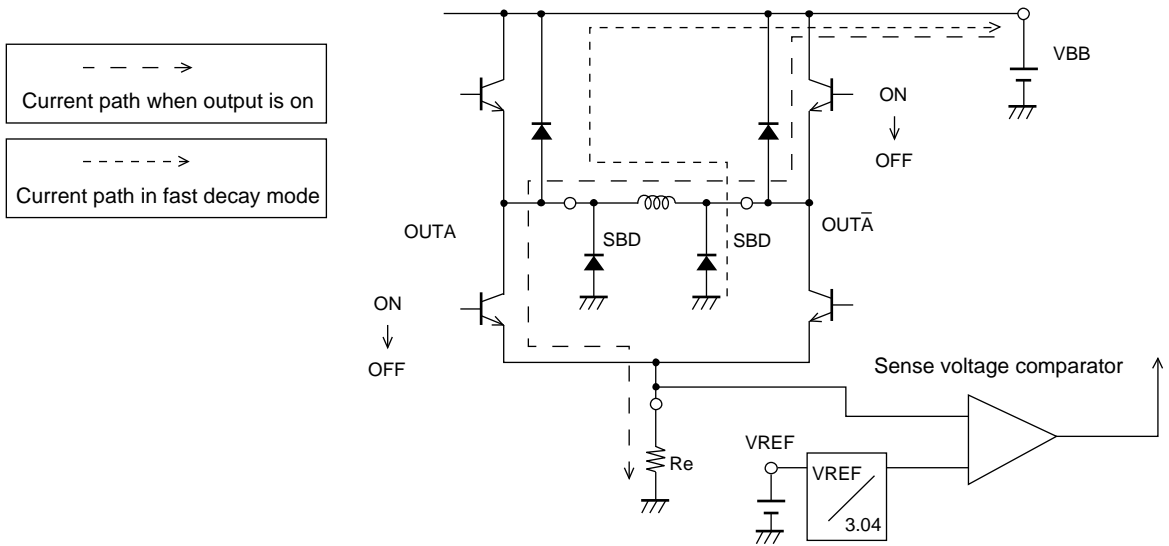 Current path when output is on
Current path in fast decay mode
VBB
ON
OFF
OUTA
SBD
SBD
OUTA̅
ON
OFF
Sense voltage comparator
Re
VREF
VREF
3.04